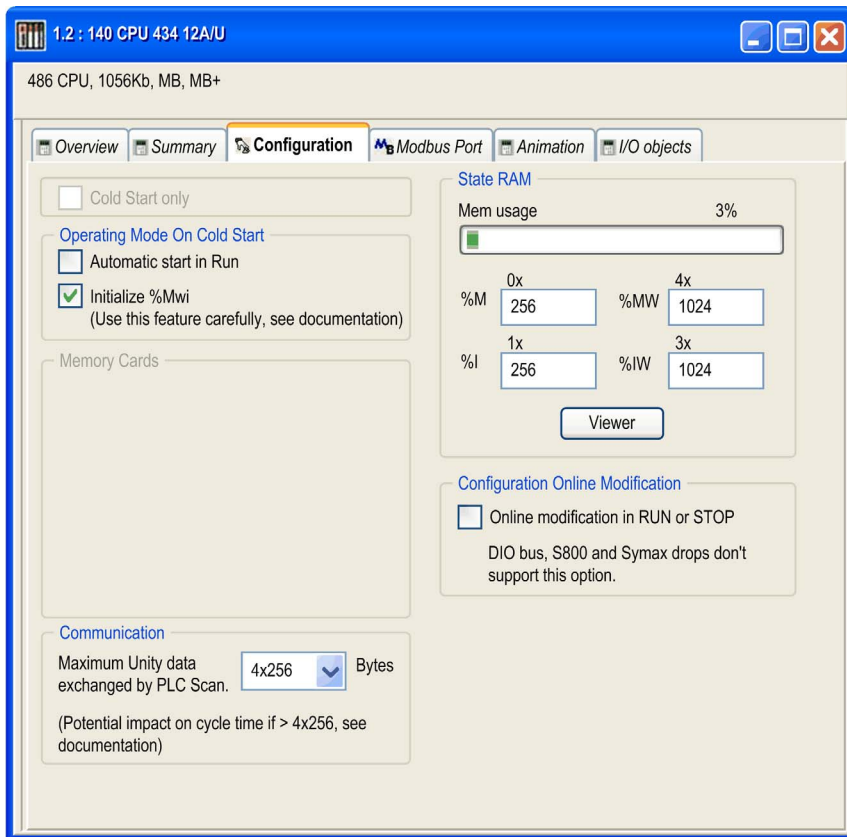 1.2 : 140 CPU 434 12A/U
486 CPU, 1056Kb, MB, MB+
Overview
Summary
Configuration
MB Modbus Port
Animation
I/O objects
Cold Start only
Operating Mode On Cold Start
Automatic start in Run
Initialize %Mwi
(Use this feature carefully, see documentation)
Memory Cards
Communication
Maximum Unity data
exchanged by PLC Scan.
4x256
Bytes
(Potential impact on cycle time if > 4x256, see
documentation)
State RAM
Mem usage
3%
0x
4x
%M
256
%MW
1024
1x
3x
%I
256
%IW
1024
Viewer
Configuration Online Modification
Online modification in RUN or STOP
DIO bus, S800 and Symax drops don't
support this option.